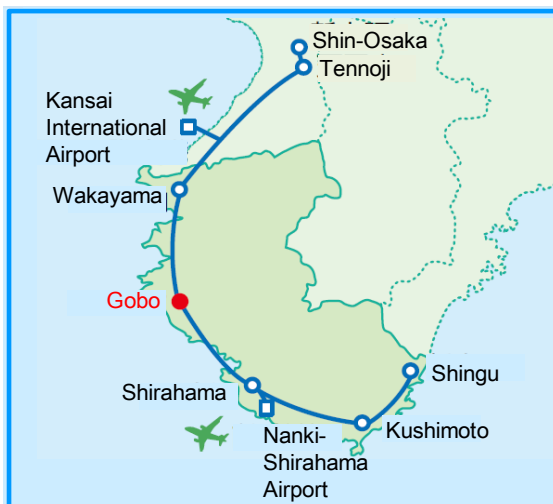 Shin-Osaka
Tennoji
Kansai
International
Airport
Wakayama
Gobo
Shirahama
Shingu
Kushimoto
Nanki-
Shirahama
Airport